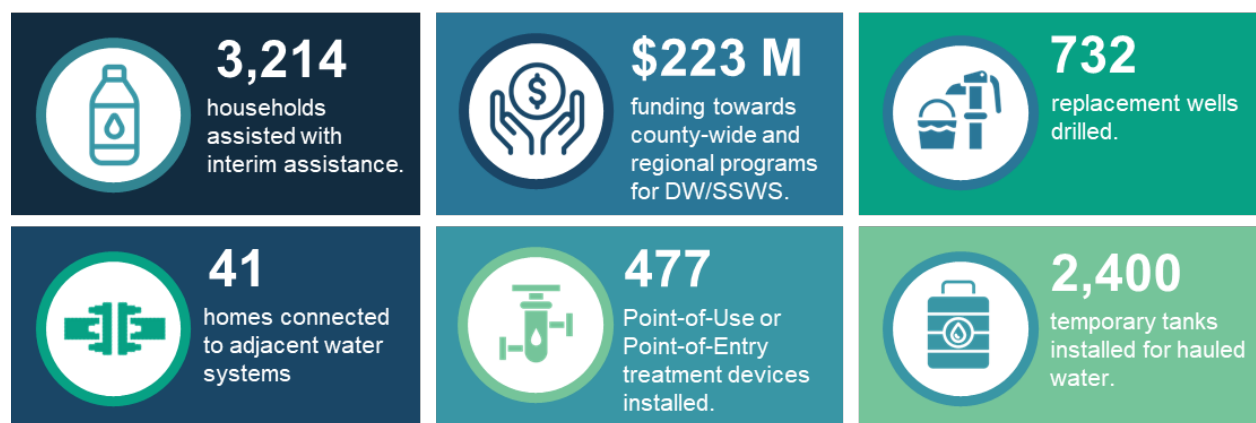 3,214
households
assisted with
interim assistance.
$223 M
funding towards
county-wide and
regional programs
for DW/SSWS.
732
replacement wells
drilled.
41
homes connected
to adjacent water
systems
477
Point-of-Use or
Point-of-Entry
treatment devices
installed.
2,400
temporary tanks
installed for hauled
water.